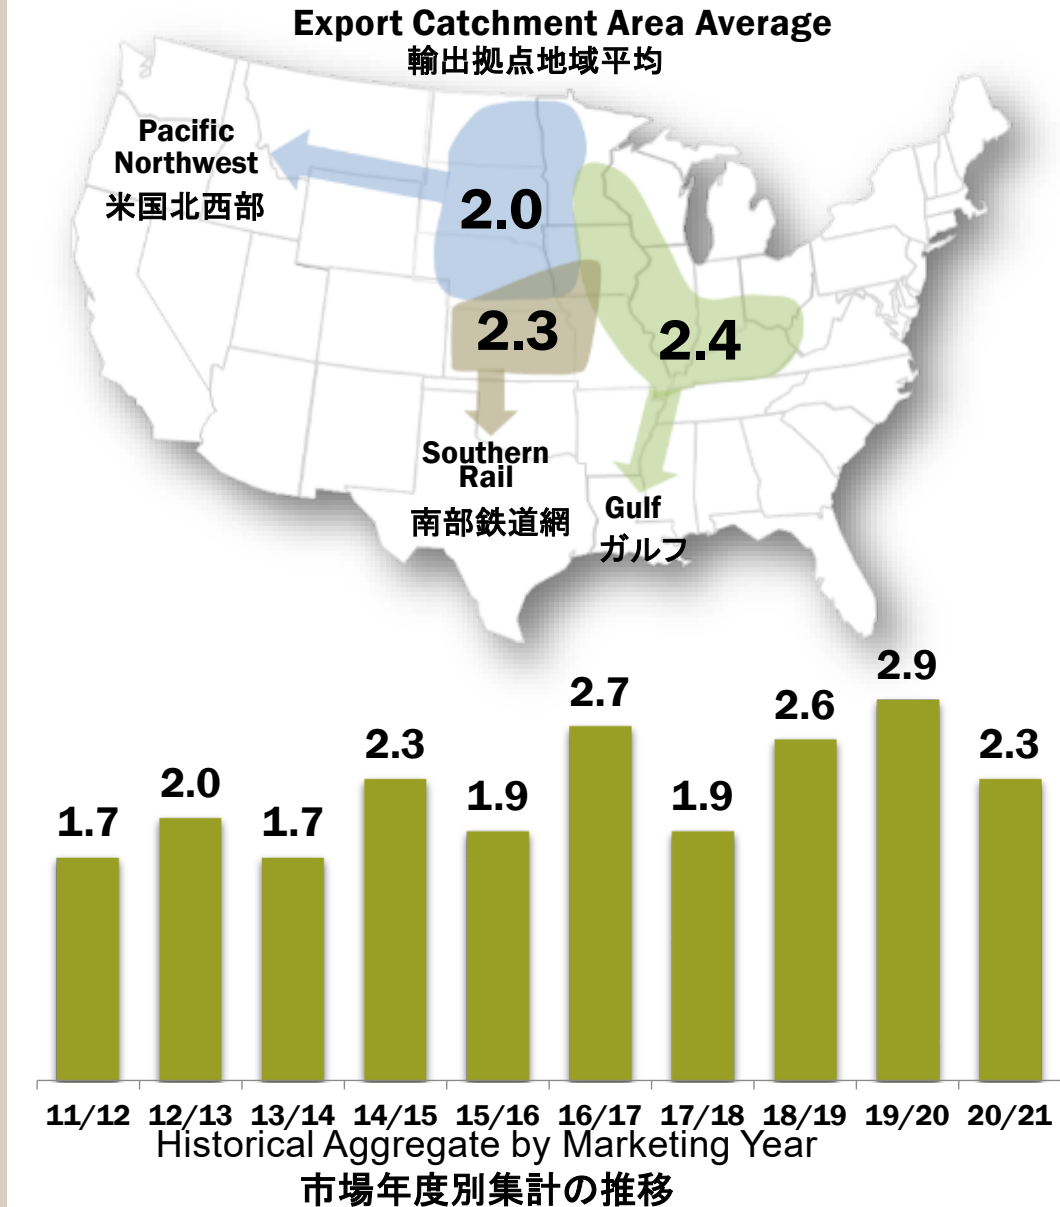 Export Catchment Area Average
輸出拠点地域平均
Pacific
Northwest
米国北西部
2.0
2.3
2.4
Southern
Rail
南部鉄道網
Gulf
ガルフ
1.7
2.0
1.7
2.3
1.9
2.7
1.9
2.6
2.9
2.3
11/12 12/13 13/14 14/15 15/16 16/17 17/18 18/19 19/20 20/21
Historical Aggregate by Marketing Year
市場年度別集計の推移